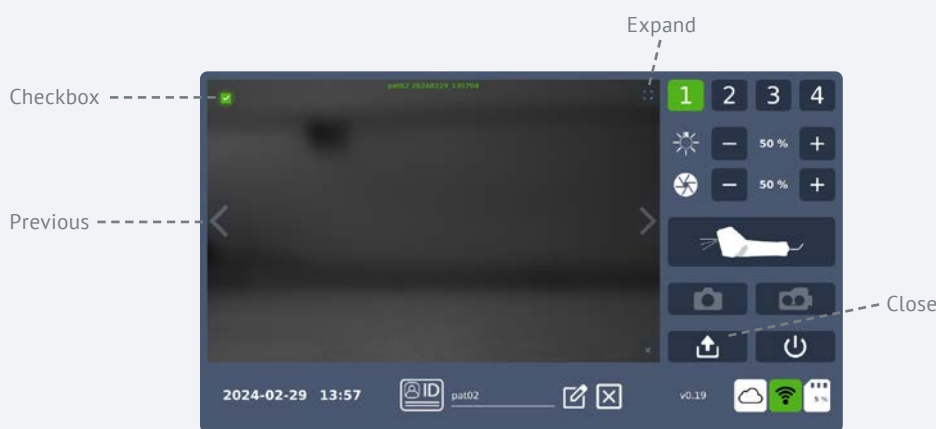 Expand
Checkbox
pat02 20240229_135704
1 2 3 4
50 %
50 %
Previous
Close
2024-02-29 13:57
ID
pat02
v0.19
5 %